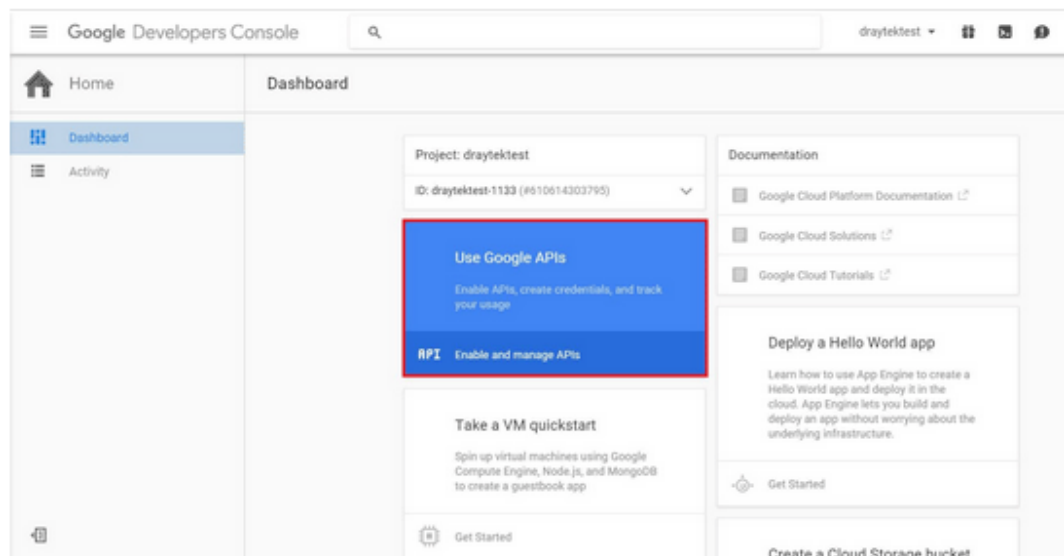 Google Developers Console
draytektest
Home
Dashboard
Dashboard
Activity
Project: draytektest
ID: draytektest-1133 (#610614303795)
Use Google APIs
Enable APIs, create credentials, and track
your usage
API Enable and manage APIs
Take a VM quickstart
Spin up virtual machines using Google
Compute Engine, Node.js, and MongoDB
to create a guestbook app
Get Started
Documentation
Google Cloud Platform Documentation
Google Cloud Solutions
Google Cloud Tutorials
Deploy a Hello World app
Learn how to use App Engine to create a
Hello World app and deploy it in the
cloud. App Engine lets you build and
deploy an app without worrying about the
underlying infrastructure.
Get Started
Create a Cloud Storage bucket